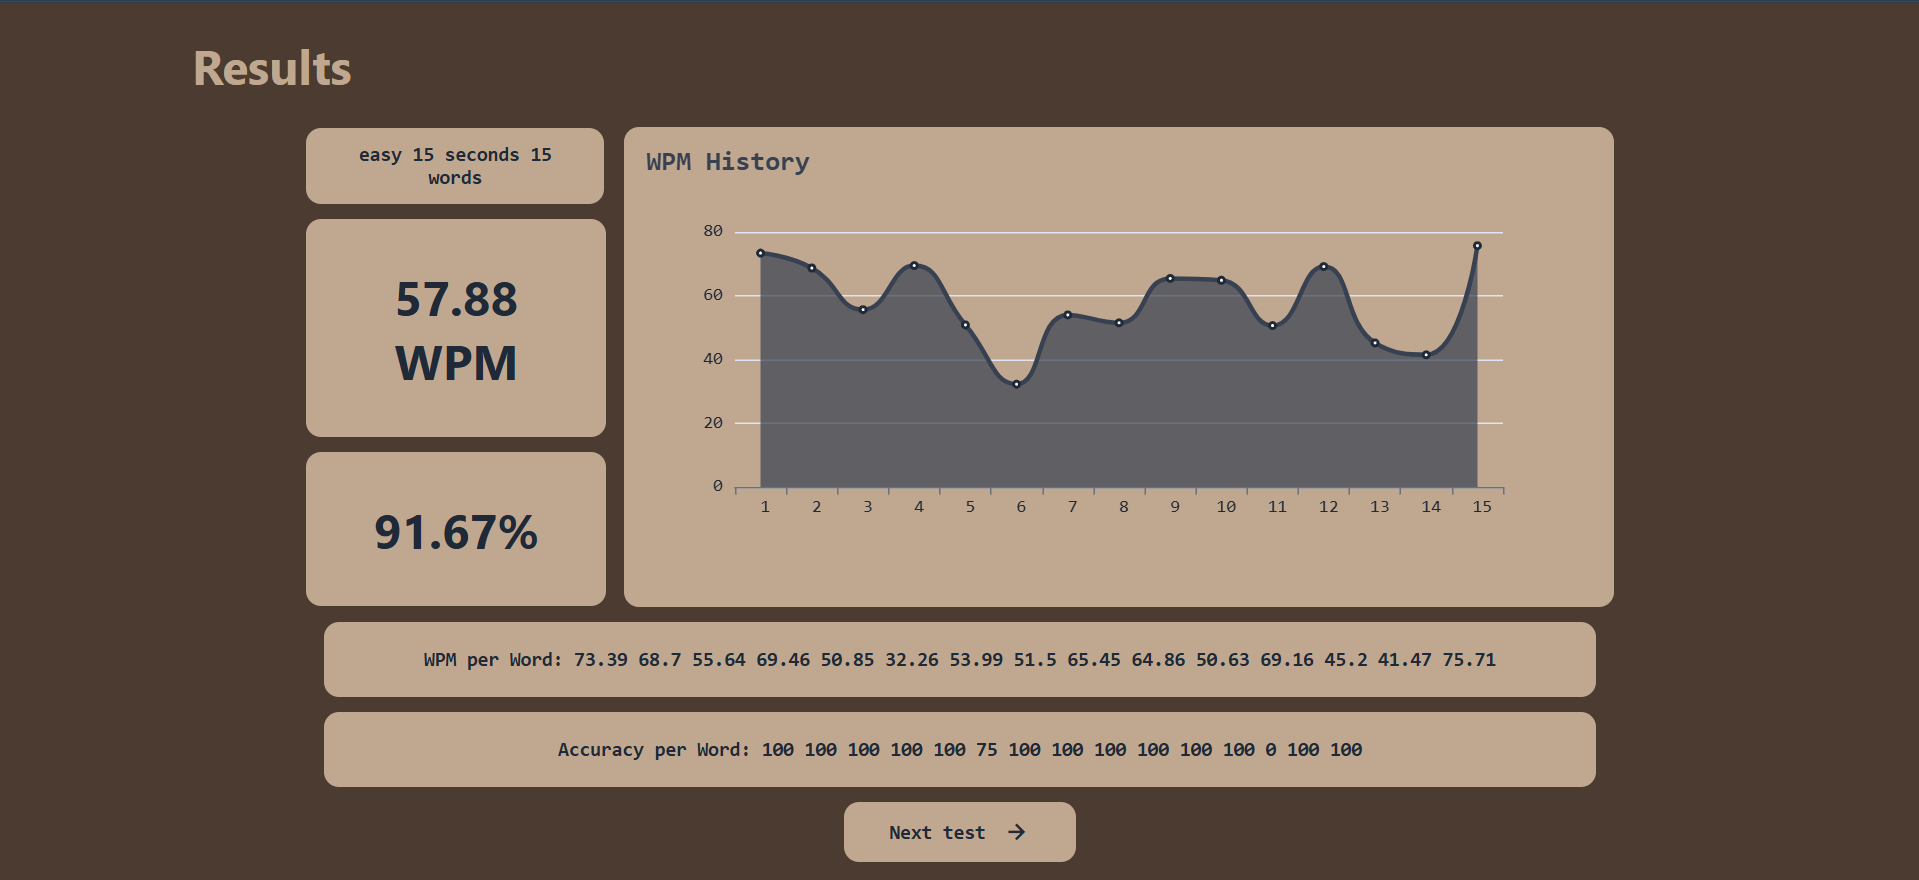 Results
easy 15 seconds 15
words
57.88
WPM
91.67%
WPM History
80
60
40
20
0
1 2 3 4 5 6 7 8 9 10 11 12 13 14 15
WPM per Word: 73.39 68.7 55.64 69.46 50.85 32.26 53.99 51.5 65.45 64.86 50.63 69.16 45.2 41.47 75.71
Accuracy per Word: 100 100 100 100 100 75 100 100 100 100 100 100 0 100 100
Next test →